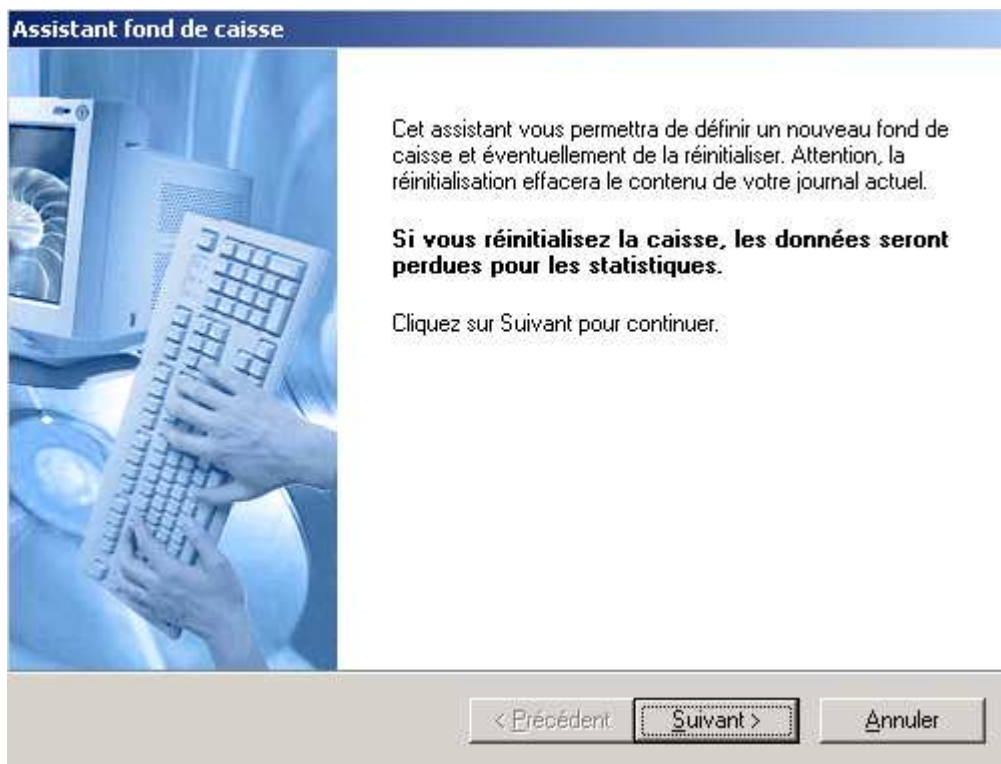 Assistant fond de caisse
Cet assistant vous permettra de définir un nouveau fond de
caisse et éventuellement de la réinitialiser. Attention, la
réinitialisation effacera le contenu de votre journal actuel.
Si vous réinitialisez la caisse, les données seront
perdues pour les statistiques.
Cliquez sur Suivant pour continuer.
< Précédent
Suivant >
Annuler